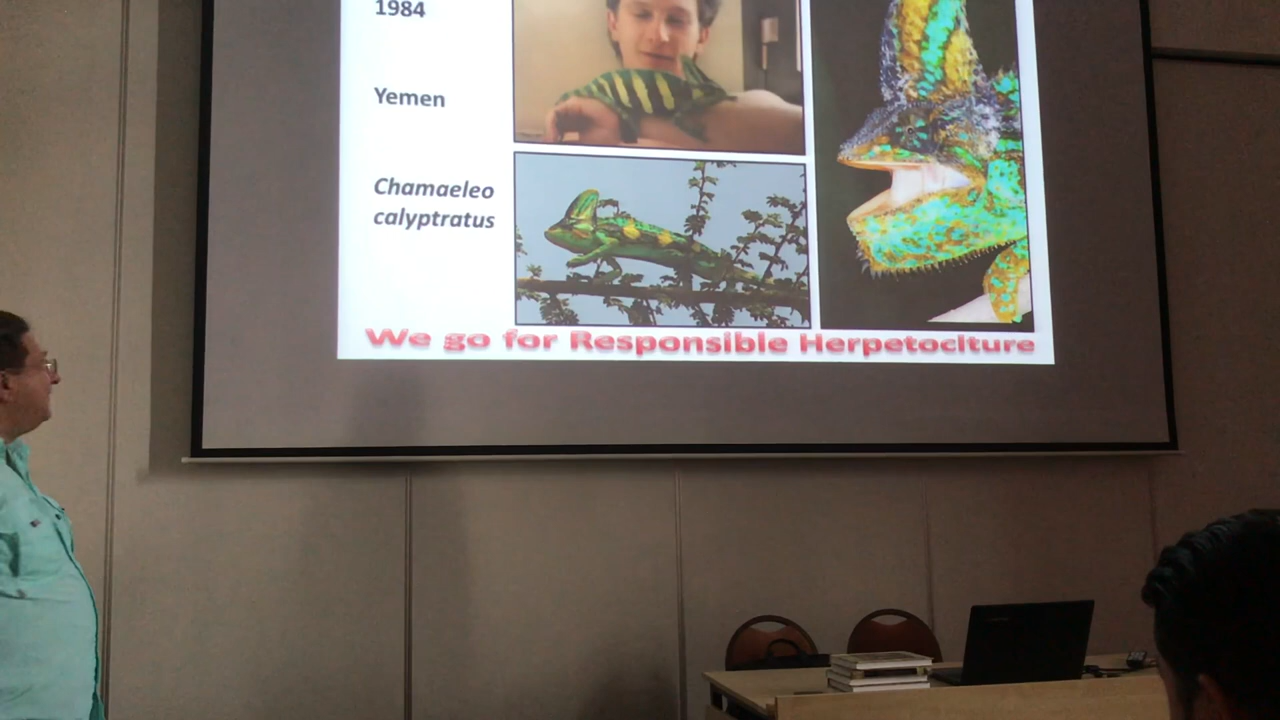 1984
Yemen
Chamaeleo
calyptratus
We go for Responsible Herpetoclture